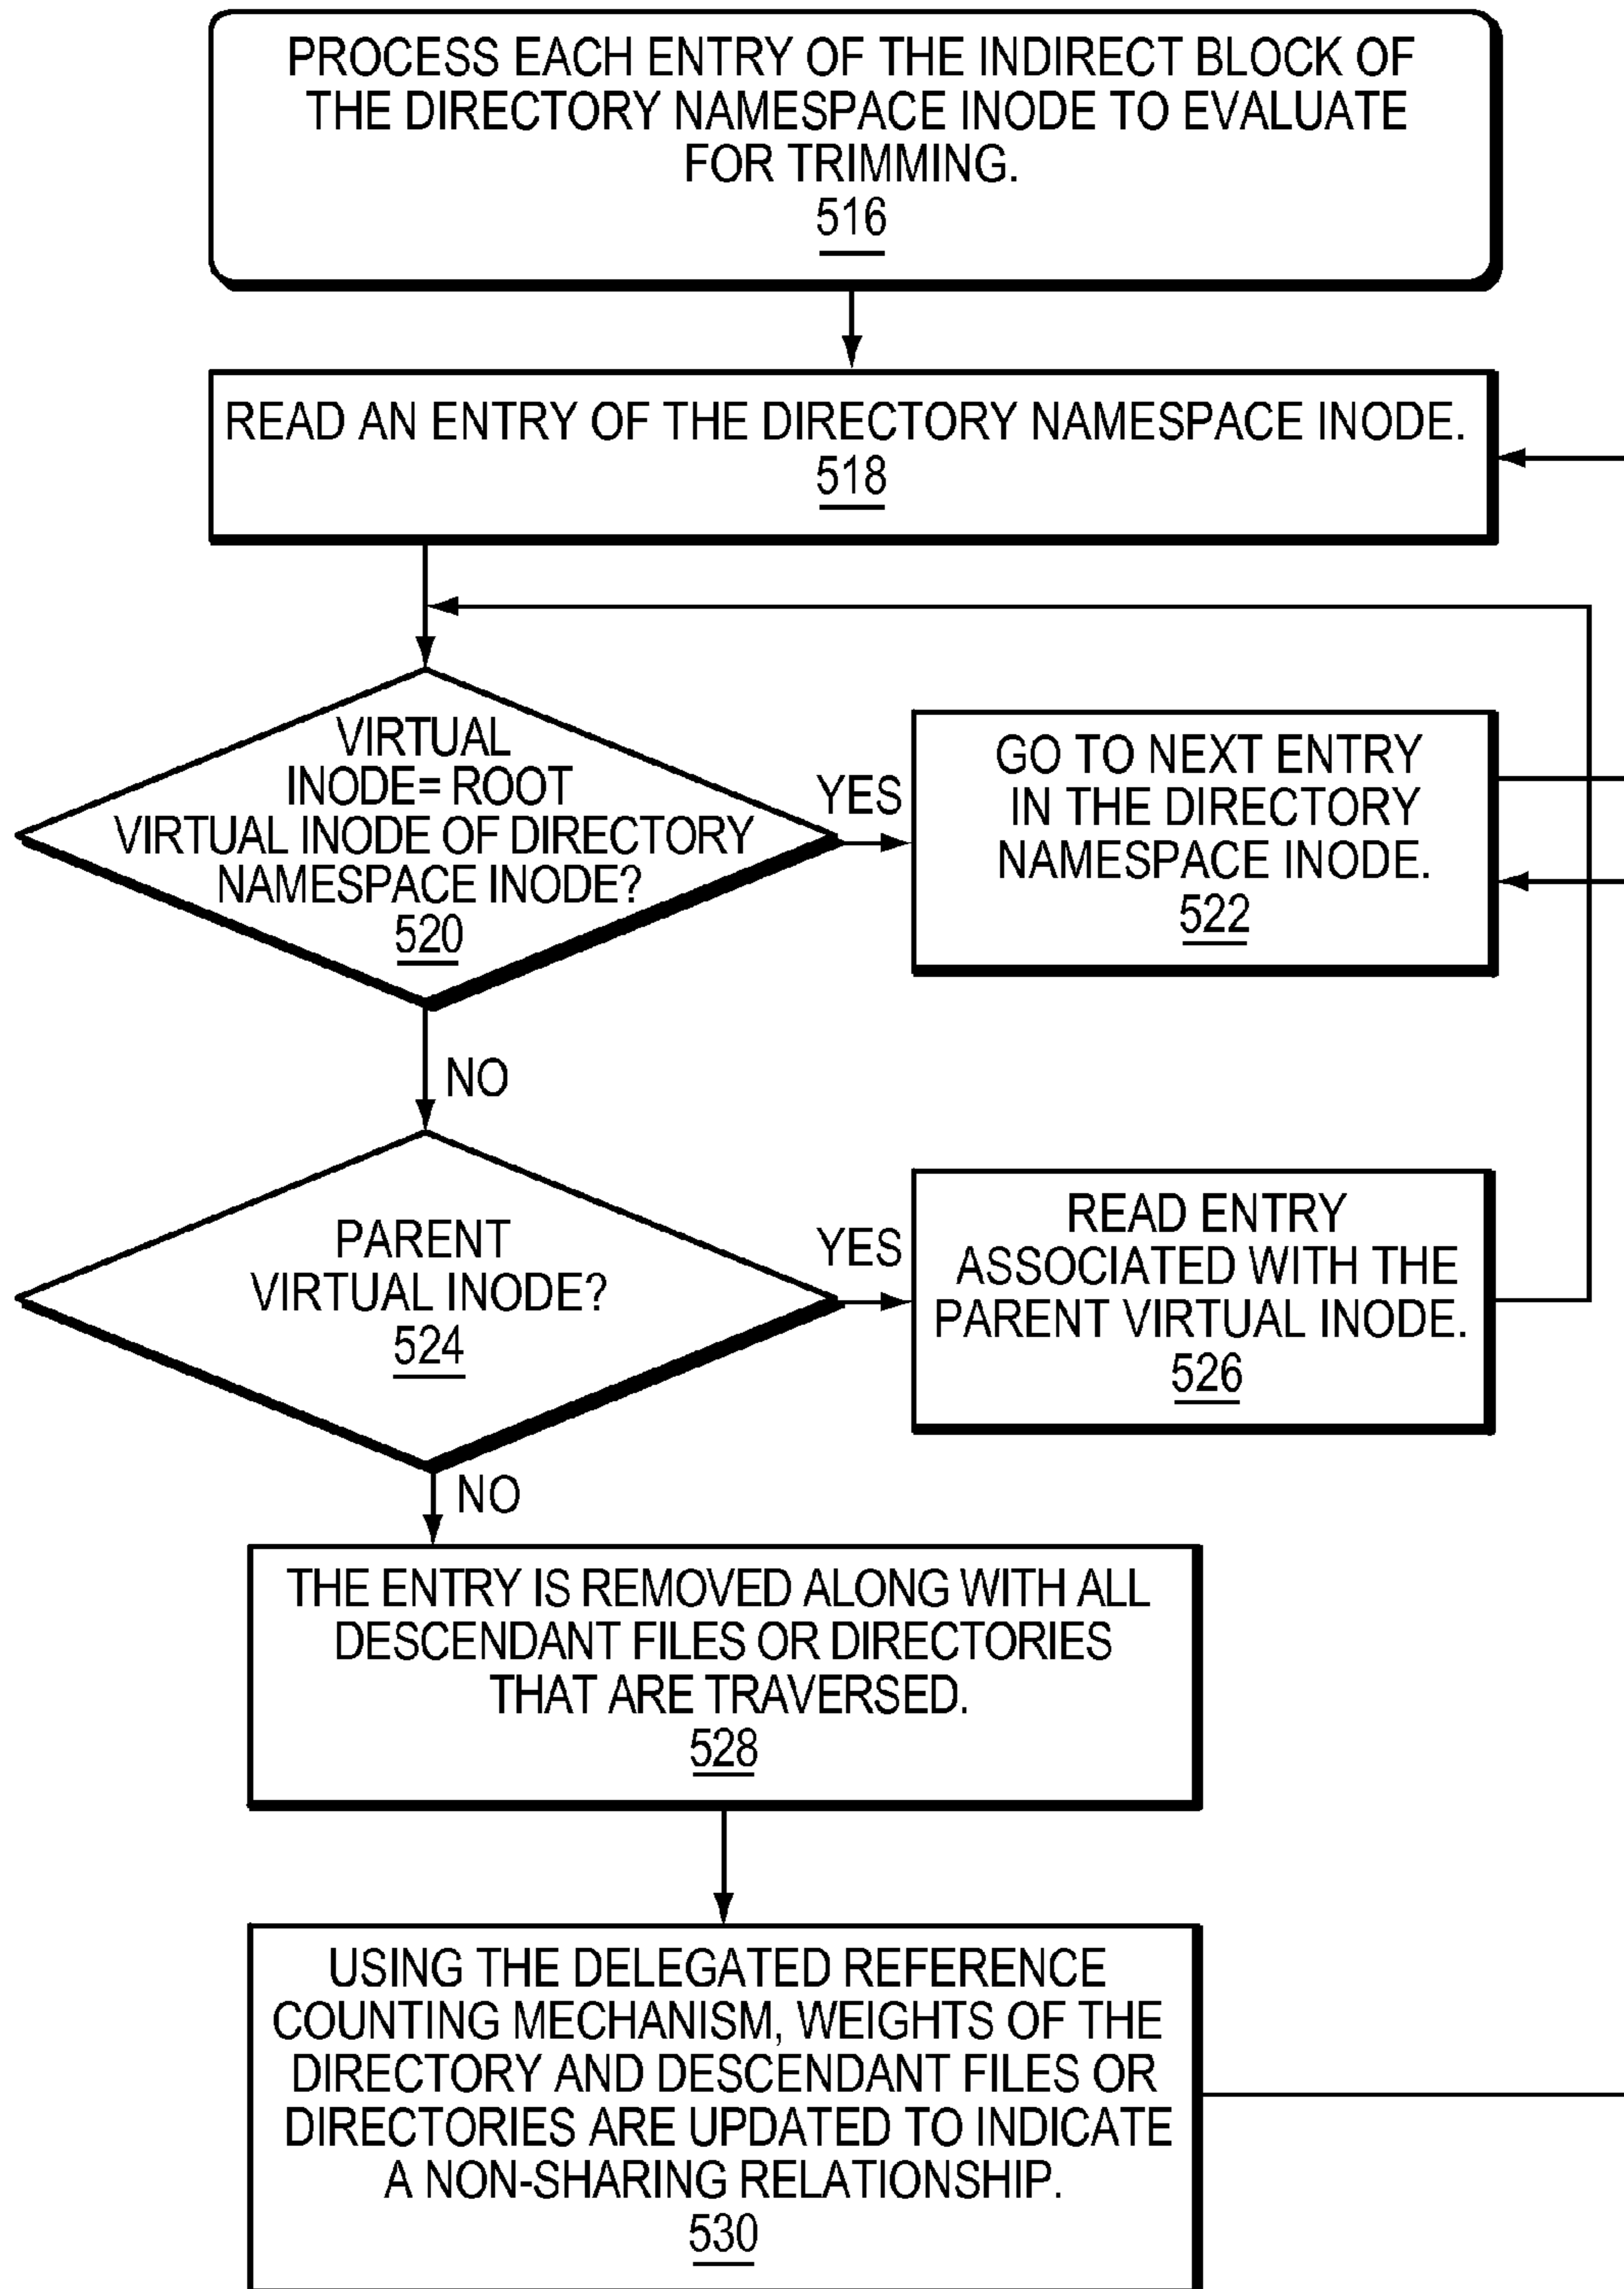 PROCESS EACH ENTRY OF THE INDIRECT BLOCK OF
THE DIRECTORY NAMESPACE INODE TO EVALUATE
FOR TRIMMING.
516
READ AN ENTRY OF THE DIRECTORY NAMESPACE INODE.
518
VIRTUAL
INODE= ROOT
VIRTUAL INODE OF DIRECTORY
NAMESPACE INODE?
520
YES
GO TO NEXT ENTRY
IN THE DIRECTORY
NAMESPACE INODE.
522
NO
PARENT
VIRTUAL INODE?
524
YES
READ ENTRY
ASSOCIATED WITH THE
PARENT VIRTUAL INODE.
526
NO
THE ENTRY IS REMOVED ALONG WITH ALL
DESCENDANT FILES OR DIRECTORIES
THAT ARE TRAVERSED.
528
USING THE DELEGATED REFERENCE
COUNTING MECHANISM, WEIGHTS OF THE
DIRECTORY AND DESCENDANT FILES OR
DIRECTORIES ARE UPDATED TO INDICATE
A NON-SHARING RELATIONSHIP.
530